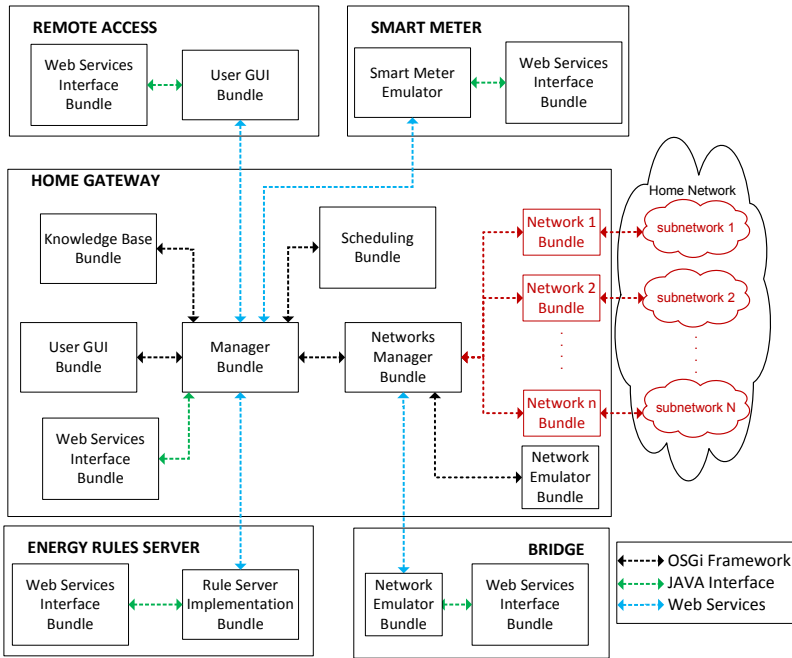 REMOTE ACCESS
Web Services
Interface
Bundle
User GUI
Bundle
SMART METER
Smart Meter
Emulator
Web Services
Interface
Bundle
HOME GATEWAY
Knowledge Base
Bundle
Scheduling
Bundle
User GUI
Bundle
Manager
Bundle
Networks
Manager
Bundle
Web Services
Interface
Bundle
Network 1
Bundle
Network 2
Bundle
Network n
Bundle
Network
Emulator
Bundle
Home Network
subnetwork 1
subnetwork 2
subnetwork N
ENERGY RULES SERVER
Web Services
Interface
Bundle
Rule Server
Implementation
Bundle
BRIDGE
Network
Emulator
Bundle
Web Services
Interface
Bundle
OSGi Framework
JAVA Interface
Web Services